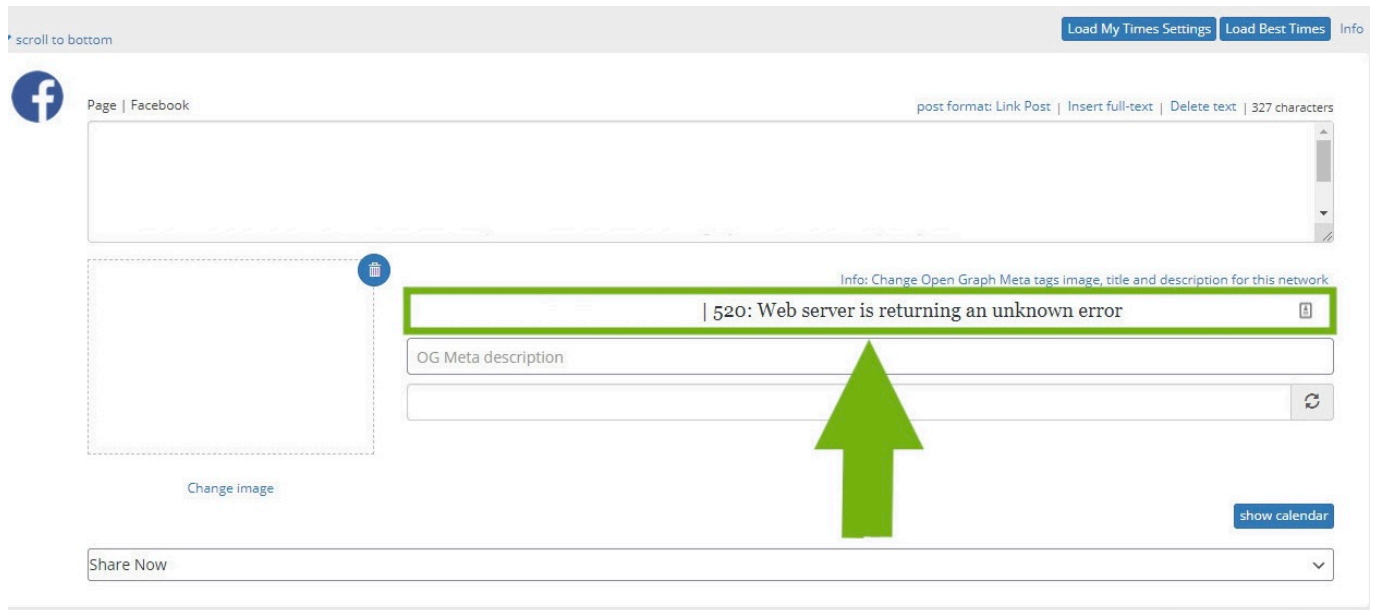 scroll to bottom
Load My Times Settings Load Best Times Info
Page | Facebook
post format: Link Post | Insert full-text | Delete text | 327 characters
Info: Change Open Graph Meta tags image, title and description for this network
| 520: Web server is returning an unknown error
OG Meta description
Change image
show calendar
Share Now